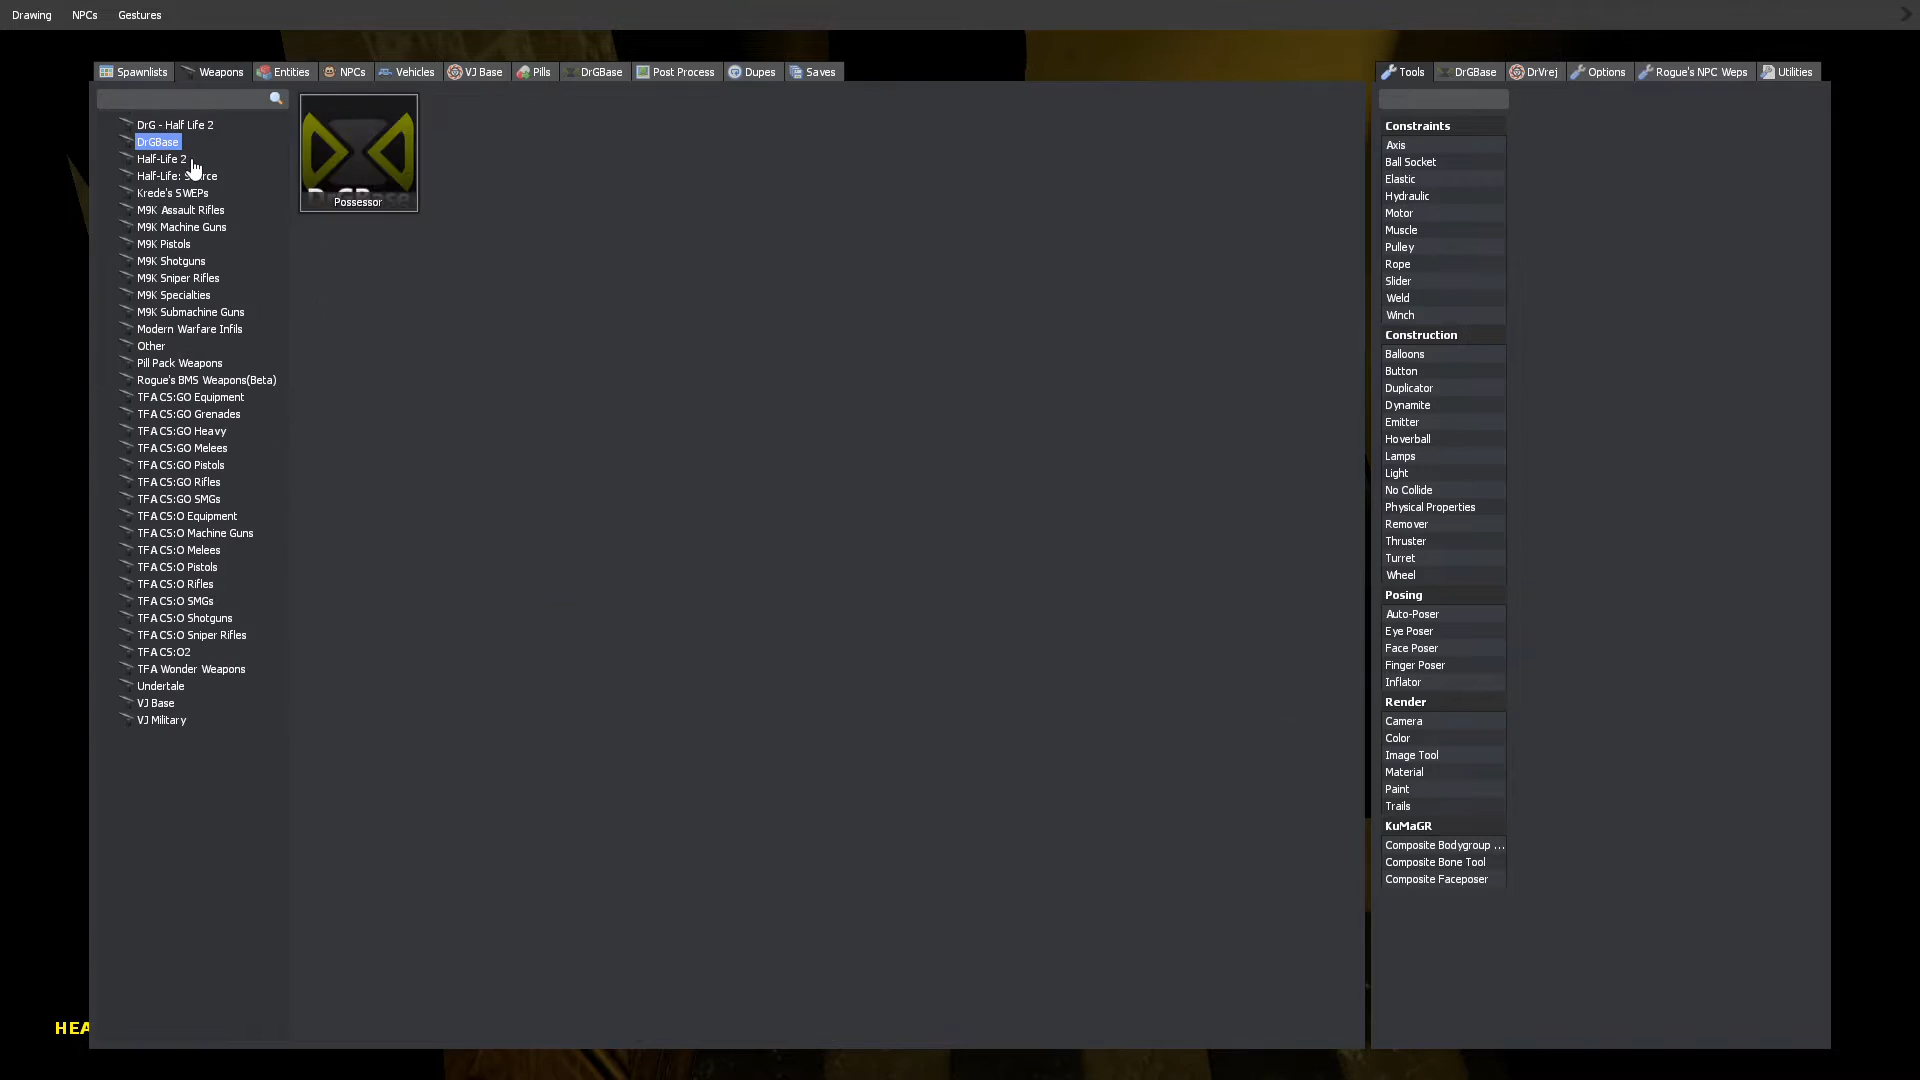 Drawing NPCs Gestures
Spawnlists Weapons Entities NPCs Vehicles VJ Base Pills DrGBase Post Process Dupes Saves
DrG - Half Life 2
DrGBase
Half-Life 2
Krede's SWEPs
M9K Assault Rifles
M9K Machine Guns
M9K Pistols
M9K Shotguns
M9K Sniper Rifles
M9K Specialties
M9K Submachine Guns
Modern Warfare Infils
Other
Pill Pack Weapons
Rogue's BMS Weapons(Beta)
TFA CS:GO Equipment
TFA CS:GO Grenades
TFA CS:GO Heavy
TFA CS:GO Melees
TFA CS:GO Pistols
TFA CS:GO Rifles
TFA CS:GO SMGs
TFA CS:O Equipment
TFA CS:O Machine Guns
TFA CS:O Melees
TFA CS:O Pistols
TFA CS:O Rifles
TFA CS:O SMGs
TFA CS:O Shotguns
TFA CS:O Sniper Rifles
TFA CS:O2
TFA Wonder Weapons
Undertale
VJ Base
VJ Military
DrGBase
Possessor
Tools DrGBase DrVrej Options Rogue's NPC Weps Utilities
Constraints
Axis
Ball Socket
Elastic
Hydraulic
Motor
Muscle
Pulley
Rope
Slider
Weld
Winch
Construction
Balloons
Button
Duplicator
Dynamite
Emitter
Hoverball
Lamps
Light
No Collide
Physical Properties
Remover
Thruster
Turret
Wheel
Posing
Auto-Poser
Eye Poser
Face Poser
Finger Poser
Inflator
Render
Camera
Color
Image Tool
Material
Paint
Trails
KuMaGR
Composite Bodygroup ...
Composite Bone Tool
Composite Faceposer
HEA